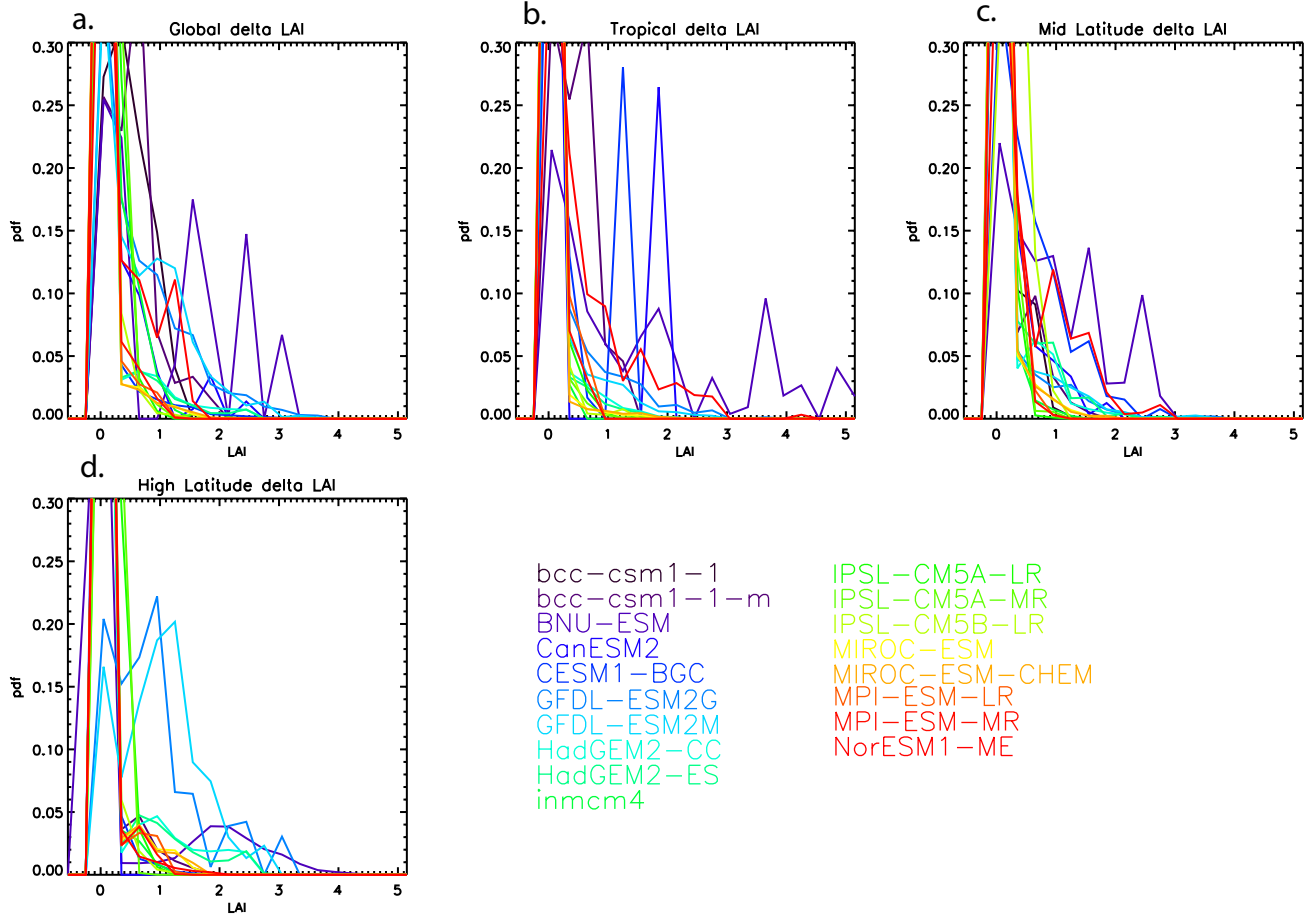 a.
Global delta LAI
0.30
0.25
0.20
0.15
0.10
0.05
0.00
pdf
0 1 2 3 4 5
LAI
b.
Tropical delta LAI
0.30
0.25
0.20
0.15
0.10
0.05
0.00
pdf
0 1 2 3 4 5
LAI
c.
Mid Latitude delta LAI
0.30
0.25
0.20
0.15
0.10
0.05
0.00
pdf
0 1 2 3 4 5
LAI
d.
High Latitude delta LAI
0.30
0.25
0.20
0.15
0.10
0.05
0.00
pdf
0 1 2 3 4 5
LAI
bcc-csm1-1
bcc-csm1-1-m
BNU-ESM
CanESM2
CESM1-BGC
GFDL-ESM2G
GFDL-ESM2M
HadGEM2-CC
HadGEM2-ES
inmcm4
IPSL-CM5A-LR
IPSL-CM5A-MR
IPSL-CM5B-LR
MIROC-ESM
MIROC-ESM-CHEM
MPI-ESM-LR
MPI-ESM-MR
NorESM1-ME